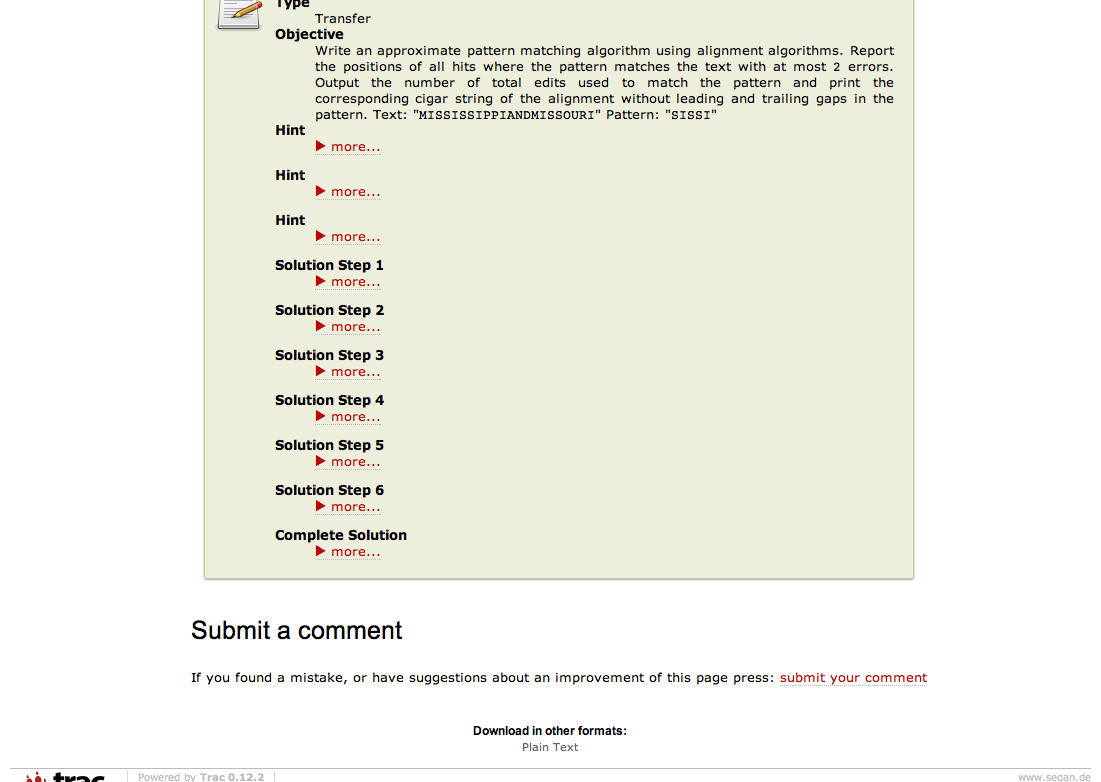 Type
Transfer
Objective
Write an approximate pattern matching algorithm using alignment algorithms. Report
the positions of all hits where the pattern matches the text with at most 2 errors.
Output the number of total edits used to match the pattern and print the
corresponding cigar string of the alignment without leading and trailing gaps in the
pattern. Text: "MISSISSIPPIANDMISSOURI" Pattern: "SISSI"
Hint
more...
Hint
more...
Hint
more...
Solution Step 1
more...
Solution Step 2
more...
Solution Step 3
more...
Solution Step 4
more...
Solution Step 5
more...
Solution Step 6
more...
Complete Solution
more...
Submit a comment
If you found a mistake, or have suggestions about an improvement of this page press: submit your comment
Download in other formats:
Plain Text
trac Powered by Trac 0.12.2 www.seqan.de